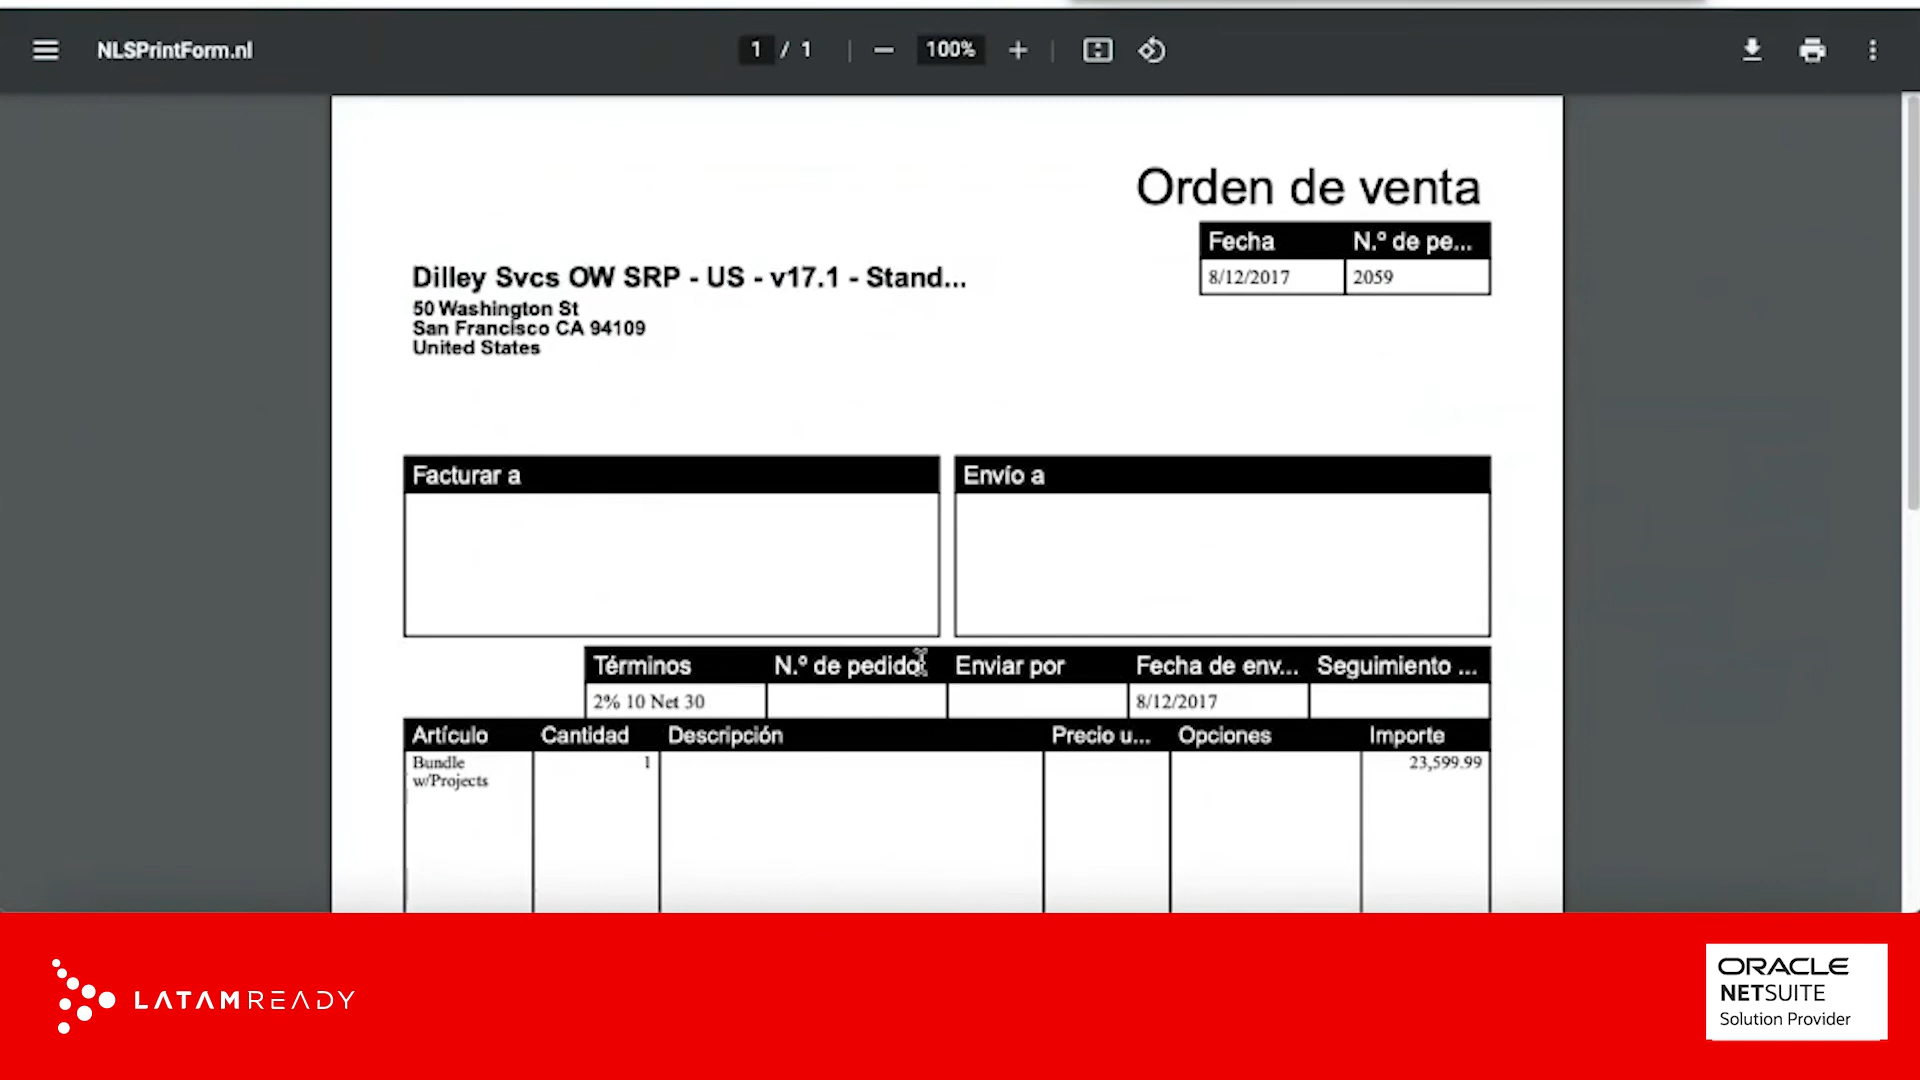 NLSPrintForm.nl
1 / 1
100%
Orden de venta
Fecha N.º de pe...
8/12/2017 2059
Dilley Svcs OW SRP - US - v17.1 - Stand...
50 Washington St
San Francisco CA 94109
United States
Facturar a
Envío a
Términos N.º de pedido Enviar por Fecha de env... Seguimiento ...
2% 10 Net 30 8/12/2017
Artículo Cantidad Descripción Precio u... Opciones Importe
Bundle 1 23,599.99
w/Projects
LATAMREADY
ORACLE
NETSUITE
Solution Provider